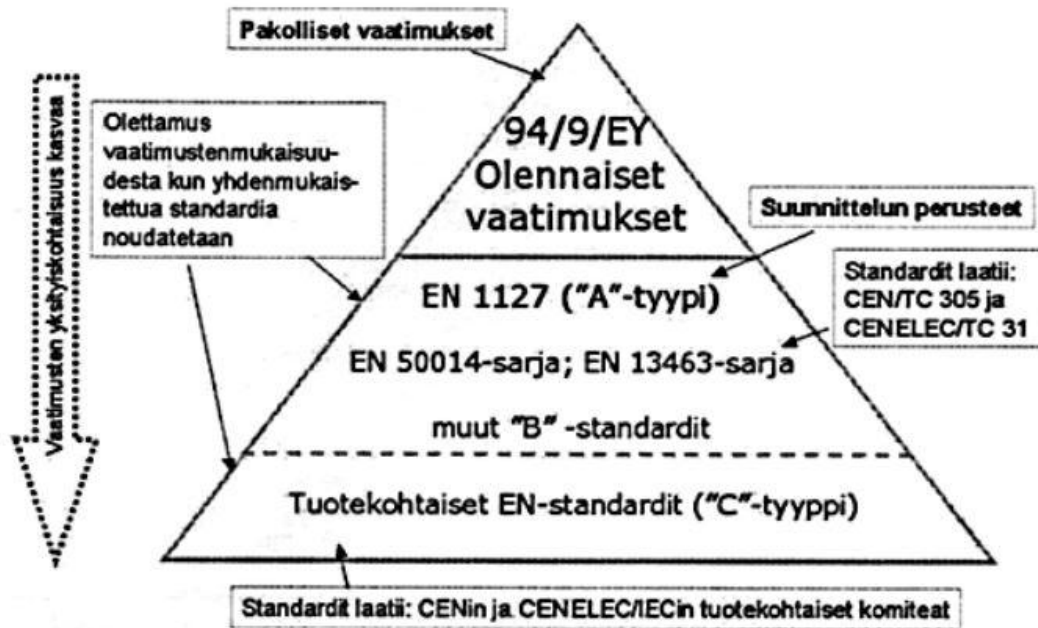 Pakolliset vaatimukset
Vaatimusten yksityiskohtaisuus kasvaa
Olettamus
vaatimustenmukaisuu-
desta kun yhdenmukais-
tettua standardia
noudatetaan
94/9/EY
Olennaiset
vaatimukset
Suunnittelun perusteet
EN 1127 ("A"-tyypi)
Standardit laatii:
CEN/TC 305 ja
CENELEC/TC 31
EN 50014-sarja; EN 13463-sarja
muut "B" -standardit
Tuotekohtaiset EN-standardit ("C"-tyyppi)
Standardit laatii: CENin ja CENELEC/IECin tuotekohtaiset komiteat